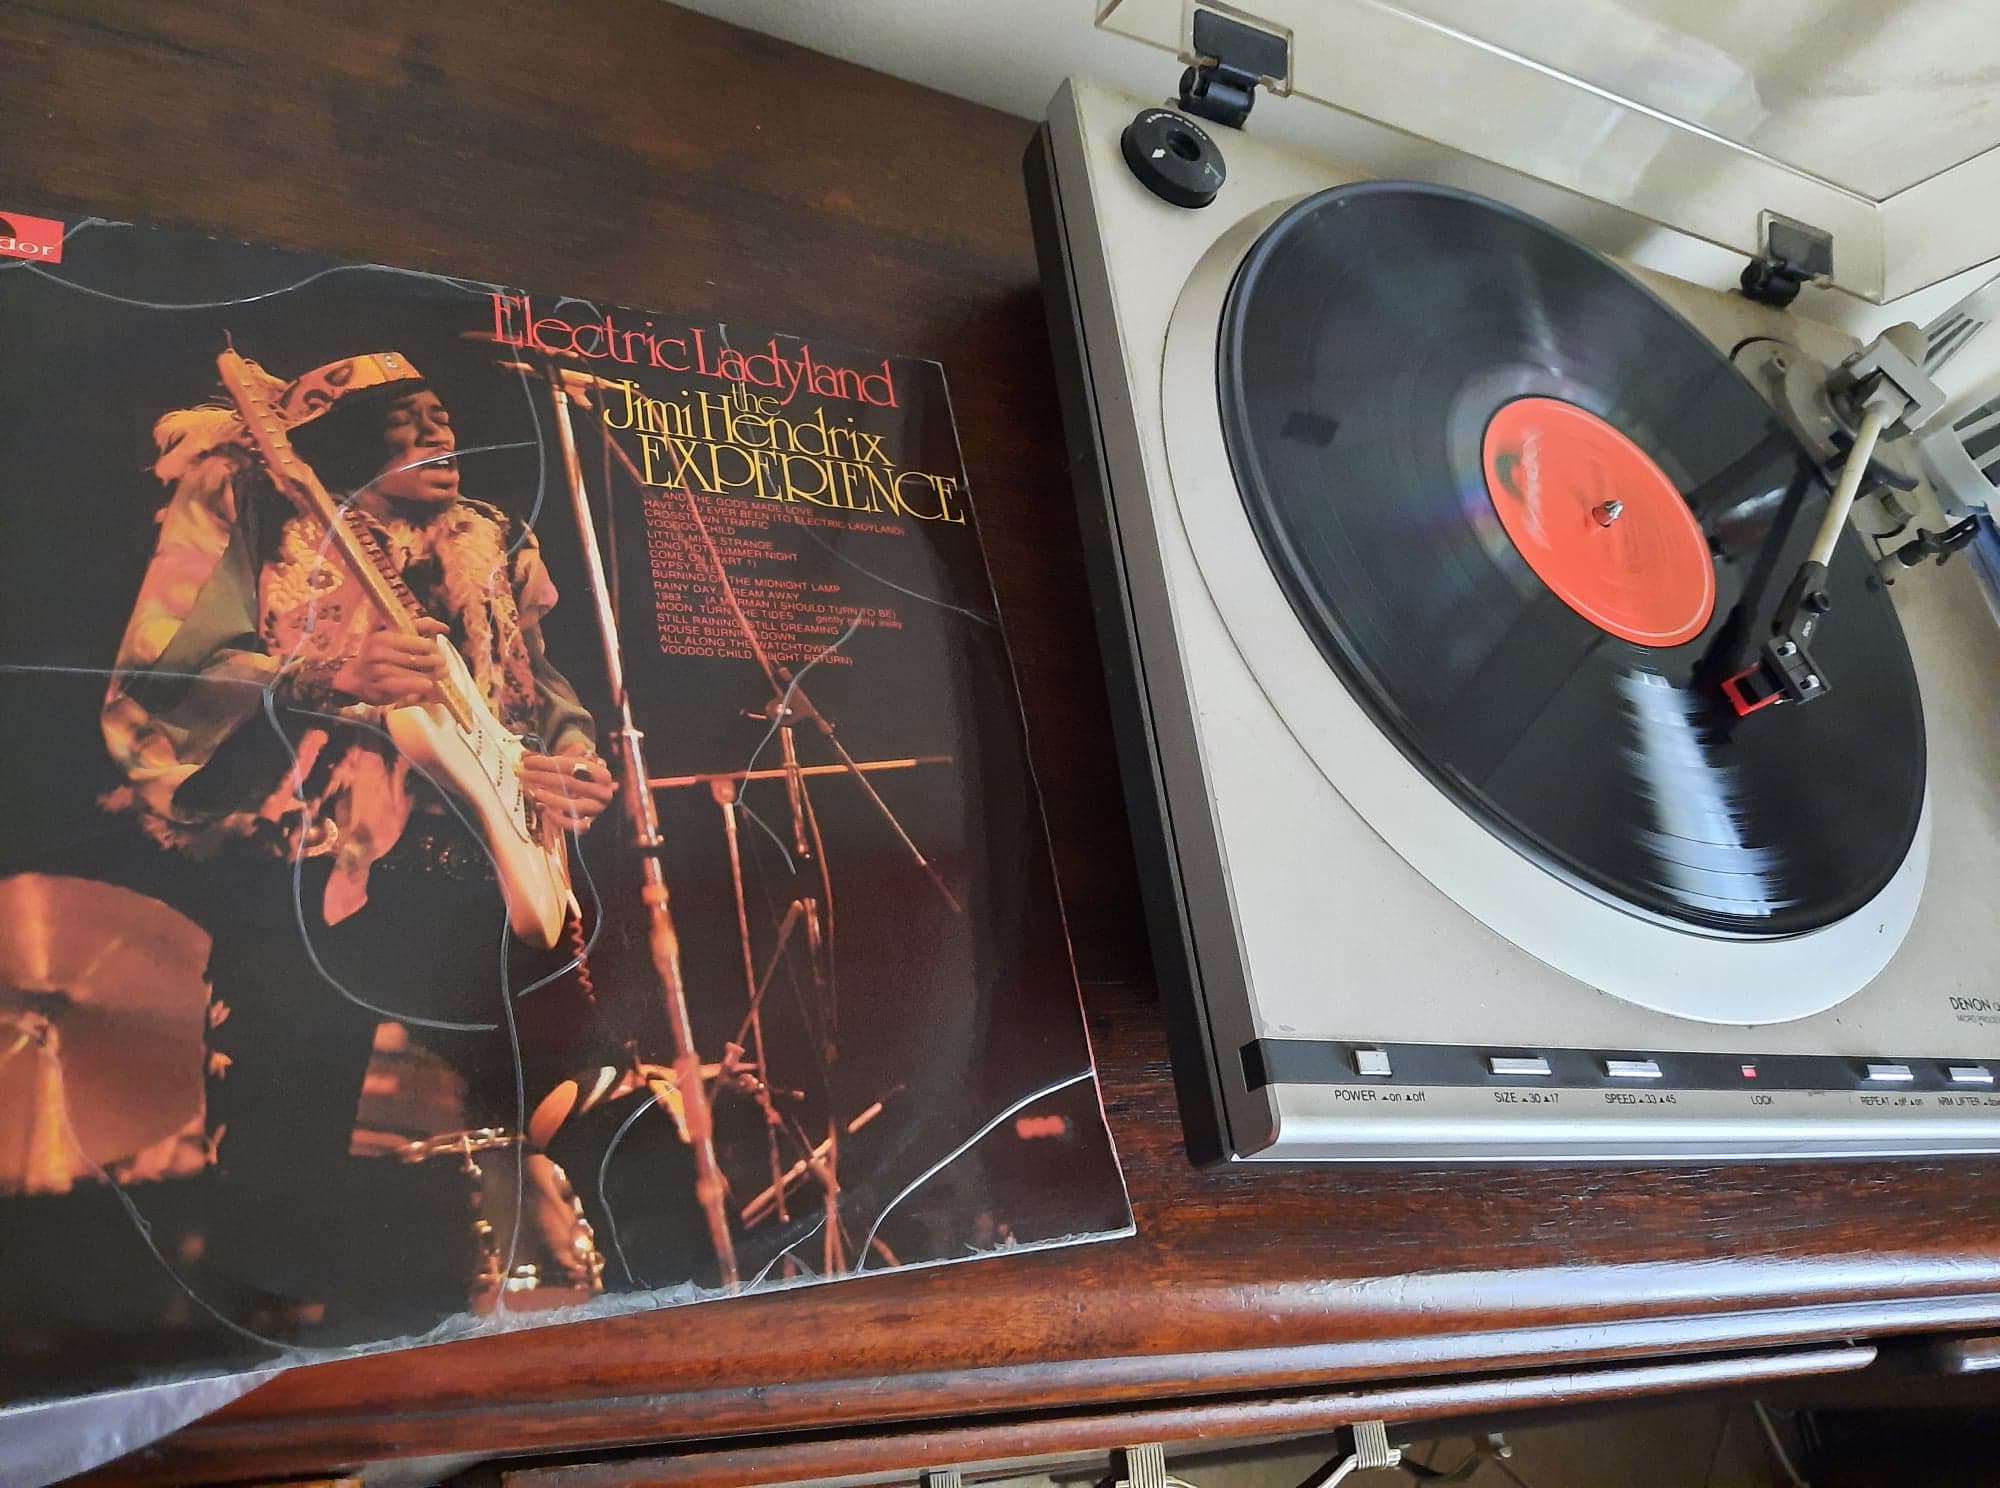 dor
Electric Ladyland
the
Jimi Hendrix
EXPERIENCE
... AND THE GODS MADE LOVE
HAVE YOU EVER BEEN (TO ELECTRIC LADYLAND)
CROSSTOWN TRAFFIC
VOODOO CHILD
LITTLE MISS STRANGE
LONG HOT SUMMER NIGHT
COME ON (PART 1)
GYPSY EYES
BURNING OF THE MIDNIGHT LAMP
RAINY DAY, DREAM AWAY
1983-... (A MERMAN I SHOULD TURN TO BE)
MOON, TURN THE TIDES gently gently away
STILL RAINING, STILL DREAMING
HOUSE BURNING DOWN
ALL ALONG THE WATCHTOWER
VOODOO CHILD (SLIGHT RETURN)
DENON
POWER on off
SIZE 30 17
SPEED 33 45
LOCK
REPEAT off on
ARM LIFTER